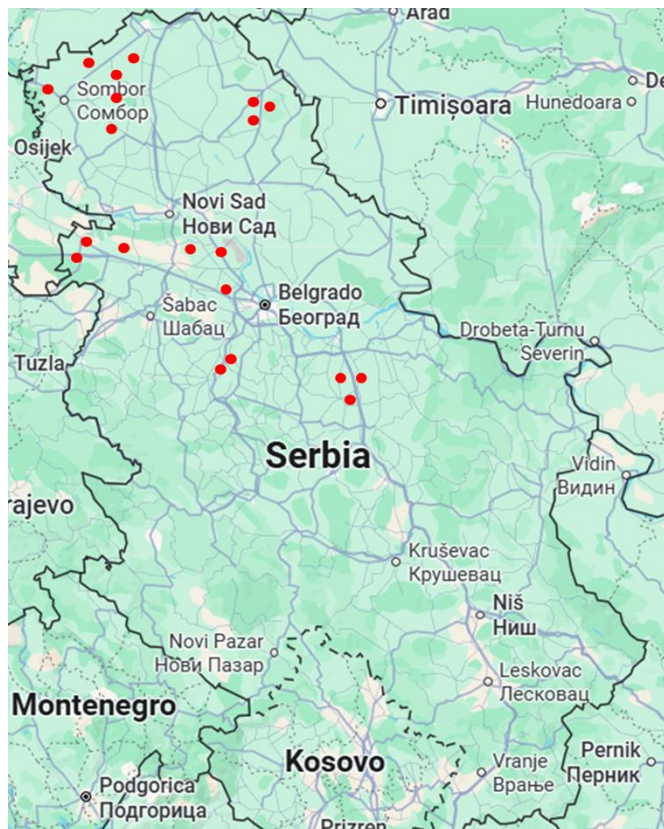 Arad
Sombor
Сомбор
Timișoara
Hunedoara
Osijek
Novi Sad
Нови Сад
Belgrado
Београд
Šabac
Шабац
Drobeta-Turnu
Severin
Tuzla
Serbia
Vidin
Видин
rajevo
Kruševac
Крушевац
Niš
Ниш
Novi Pazar
Нови Пазар
Leskovac
Лесковац
Montenegro
Kosovo
Vranje
Врање
Pernik
Перник
Podgorica
Подгорица
Prizren